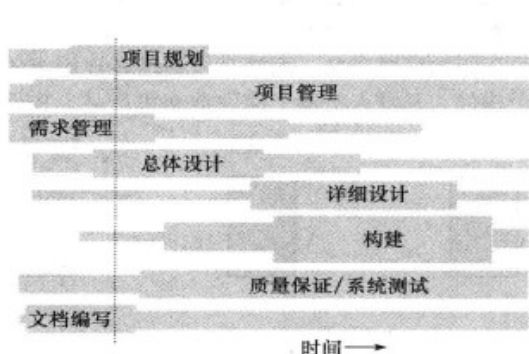 项目规划
项目管理
需求管理
总体设计
详细设计
构建
质量保证/系统测试
文档编写
时间